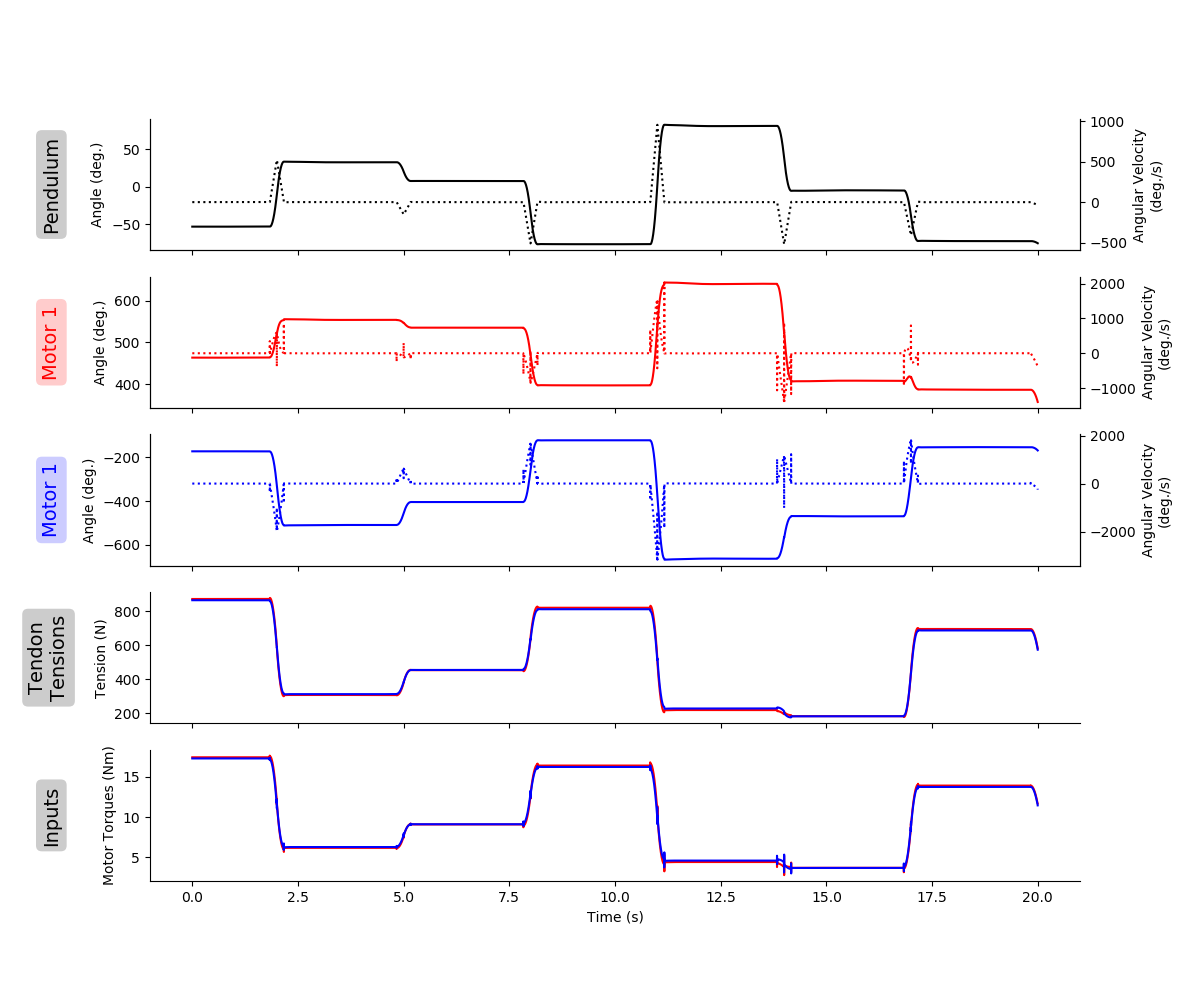 Pendulum
Angle (deg.)
50
0
−50
1000
500
0
−500
Angular Velocity
(deg./s)
Motor 1
Angle (deg.)
600
500
400
2000
1000
0
−1000
Angular Velocity
(deg./s)
Motor 1
Angle (deg.)
−200
−400
−600
2000
0
−2000
Angular Velocity
(deg./s)
Tendon
Tensions
Tension (N)
800
600
400
200
Inputs
Motor Torques (Nm)
15
10
5
0.0 2.5 5.0 7.5 10.0 12.5 15.0 17.5 20.0
Time (s)